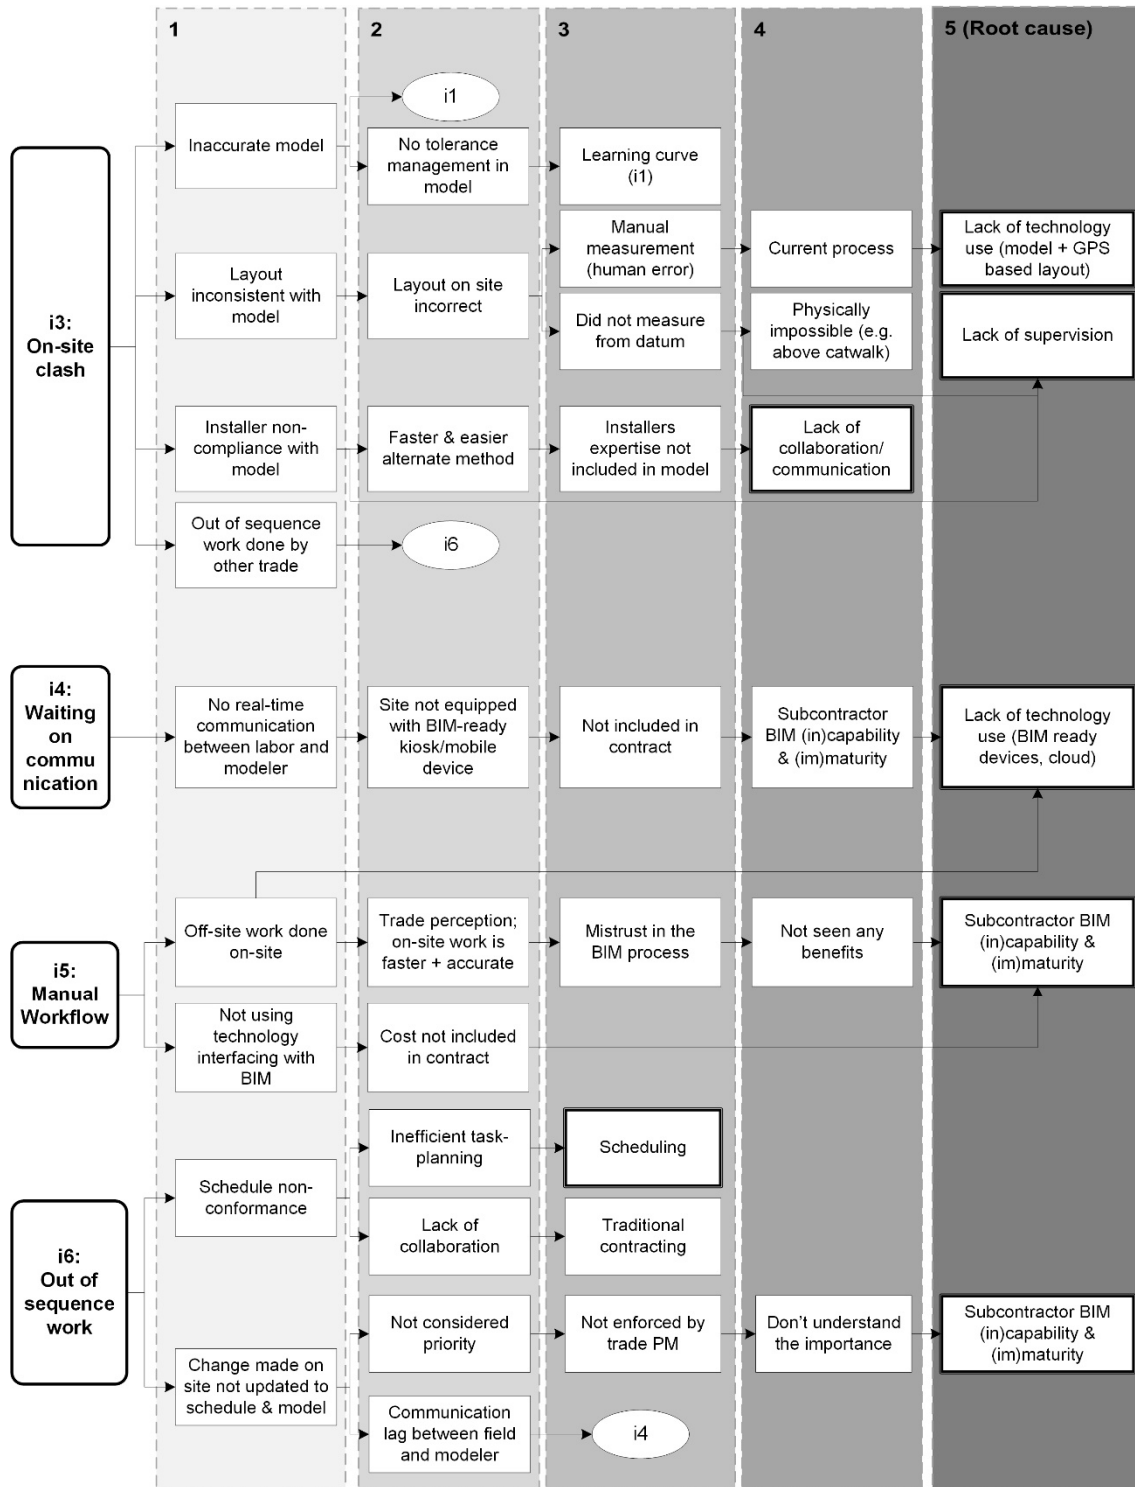 1
2
3
4
5 (Root cause)
i3:
On-site
clash
Inaccurate model
i1
No tolerance
management in
model
Learning curve
(i1)
Layout
inconsistent with
model
Layout on site
incorrect
Manual
measurement
(human error)
Current process
Lack of technology
use (model + GPS
based layout)
Did not measure
from datum
Physically
impossible (e.g.
above catwalk)
Lack of supervision
Installer non-
compliance with
model
Faster & easier
alternate method
Installers
expertise not
included in model
Lack of
collaboration/
communication
Out of sequence
work done by
other trade
i6
i4:
Waiting
on
commu
nication
No real-time
communication
between labor and
modeler
Site not equipped
with BIM-ready
kiosk/mobile
device
Not included in
contract
Subcontractor
BIM (in)capability
& (im)maturity
Lack of technology
use (BIM ready
devices, cloud)
i5:
Manual
Workflow
Off-site work done
on-site
Trade perception;
on-site work is
faster + accurate
Mistrust in the
BIM process
Not seen any
benefits
Subcontractor BIM
(in)capability &
(im)maturity
Not using
technology
interfacing with
BIM
Cost not included
in contract
i6:
Out of
sequence
work
Schedule non-
conformance
Inefficient task-
planning
Scheduling
Lack of
collaboration
Traditional
contracting
Change made on
site not updated to
schedule & model
Not considered
priority
Not enforced by
trade PM
Don't understand
the importance
Subcontractor BIM
(in)capability &
(im)maturity
Communication
lag between field
and modeler
i4